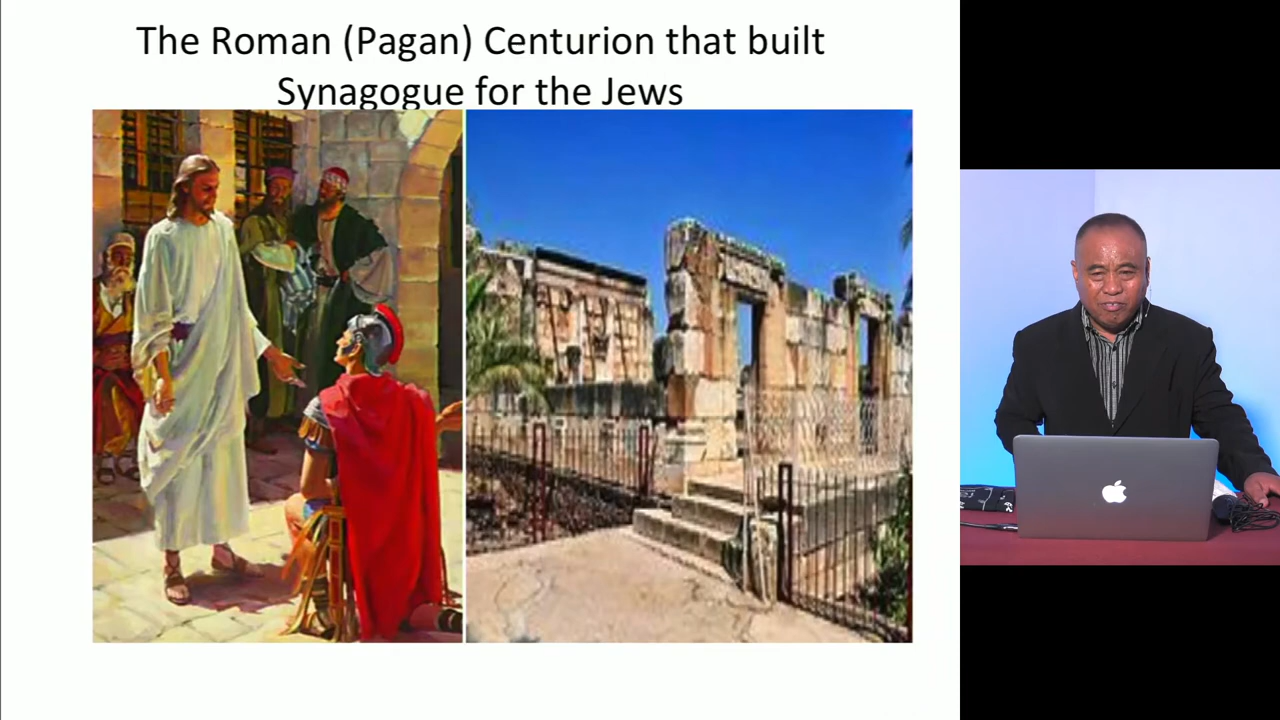 The Roman (Pagan) Centurion that built
Synagogue for the Jews